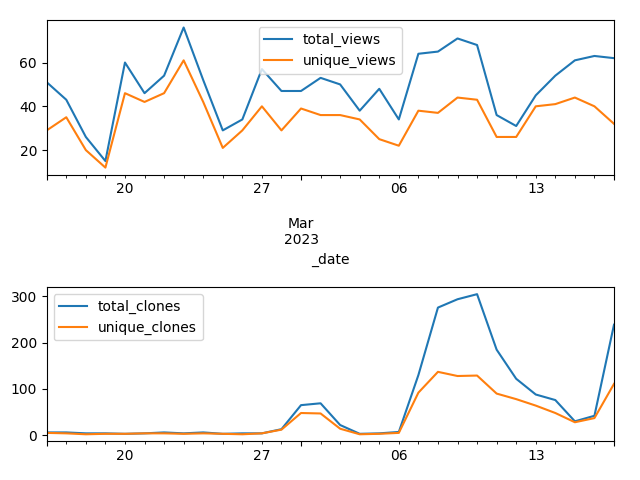 total_views
unique_views
60
40
20
20
27
06
13
Mar
2023
_date
total_clones
unique_clones
300
200
100
0
20
27
06
13